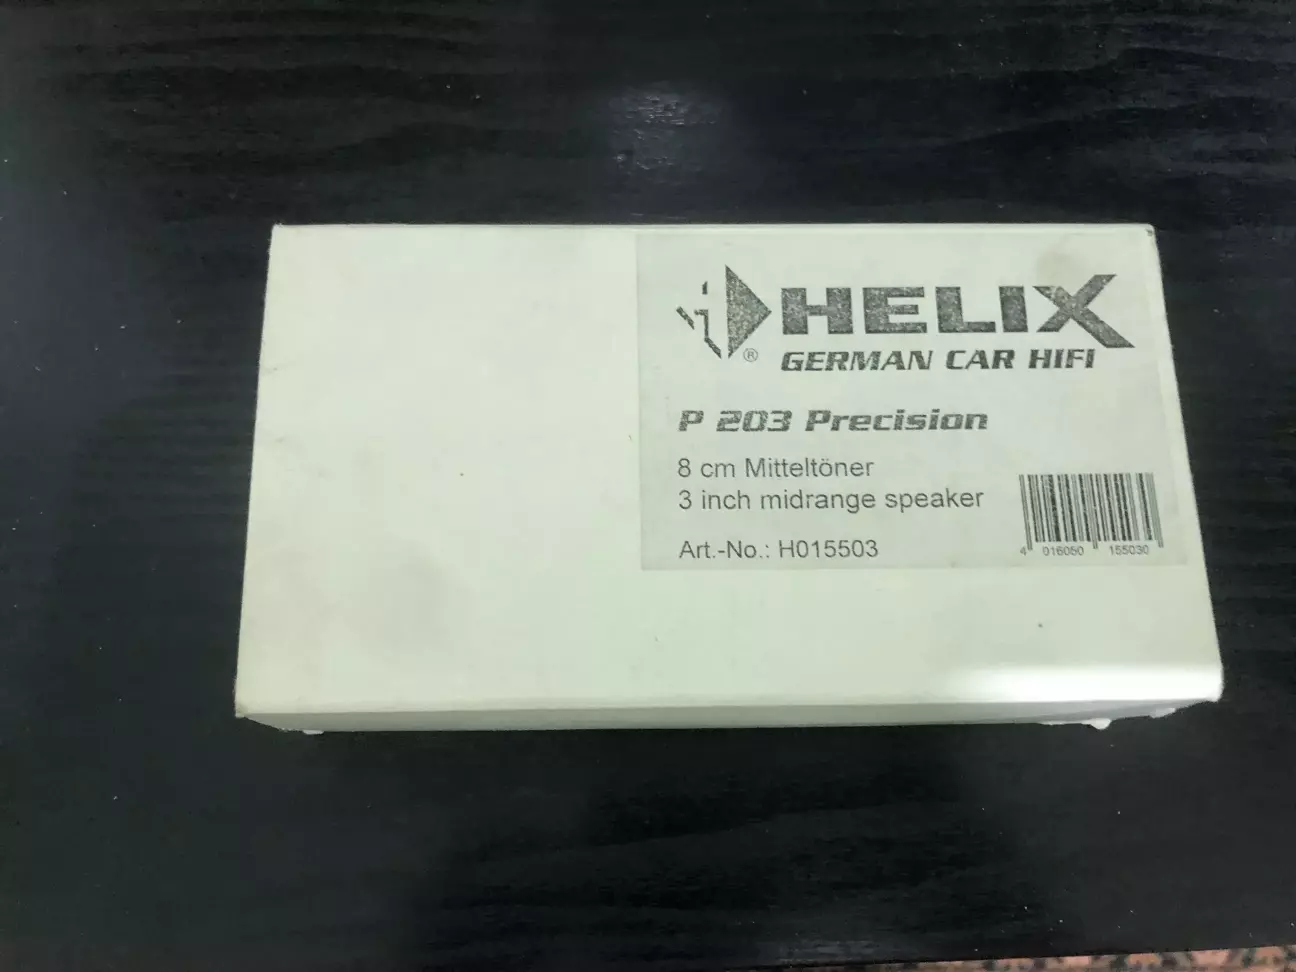 HELIX
®
GERMAN CAR HIFI
P 203 Precision
8 cm Mitteltöner
3 inch midrange speaker
Art.-No.: H015503
4 016050 155030